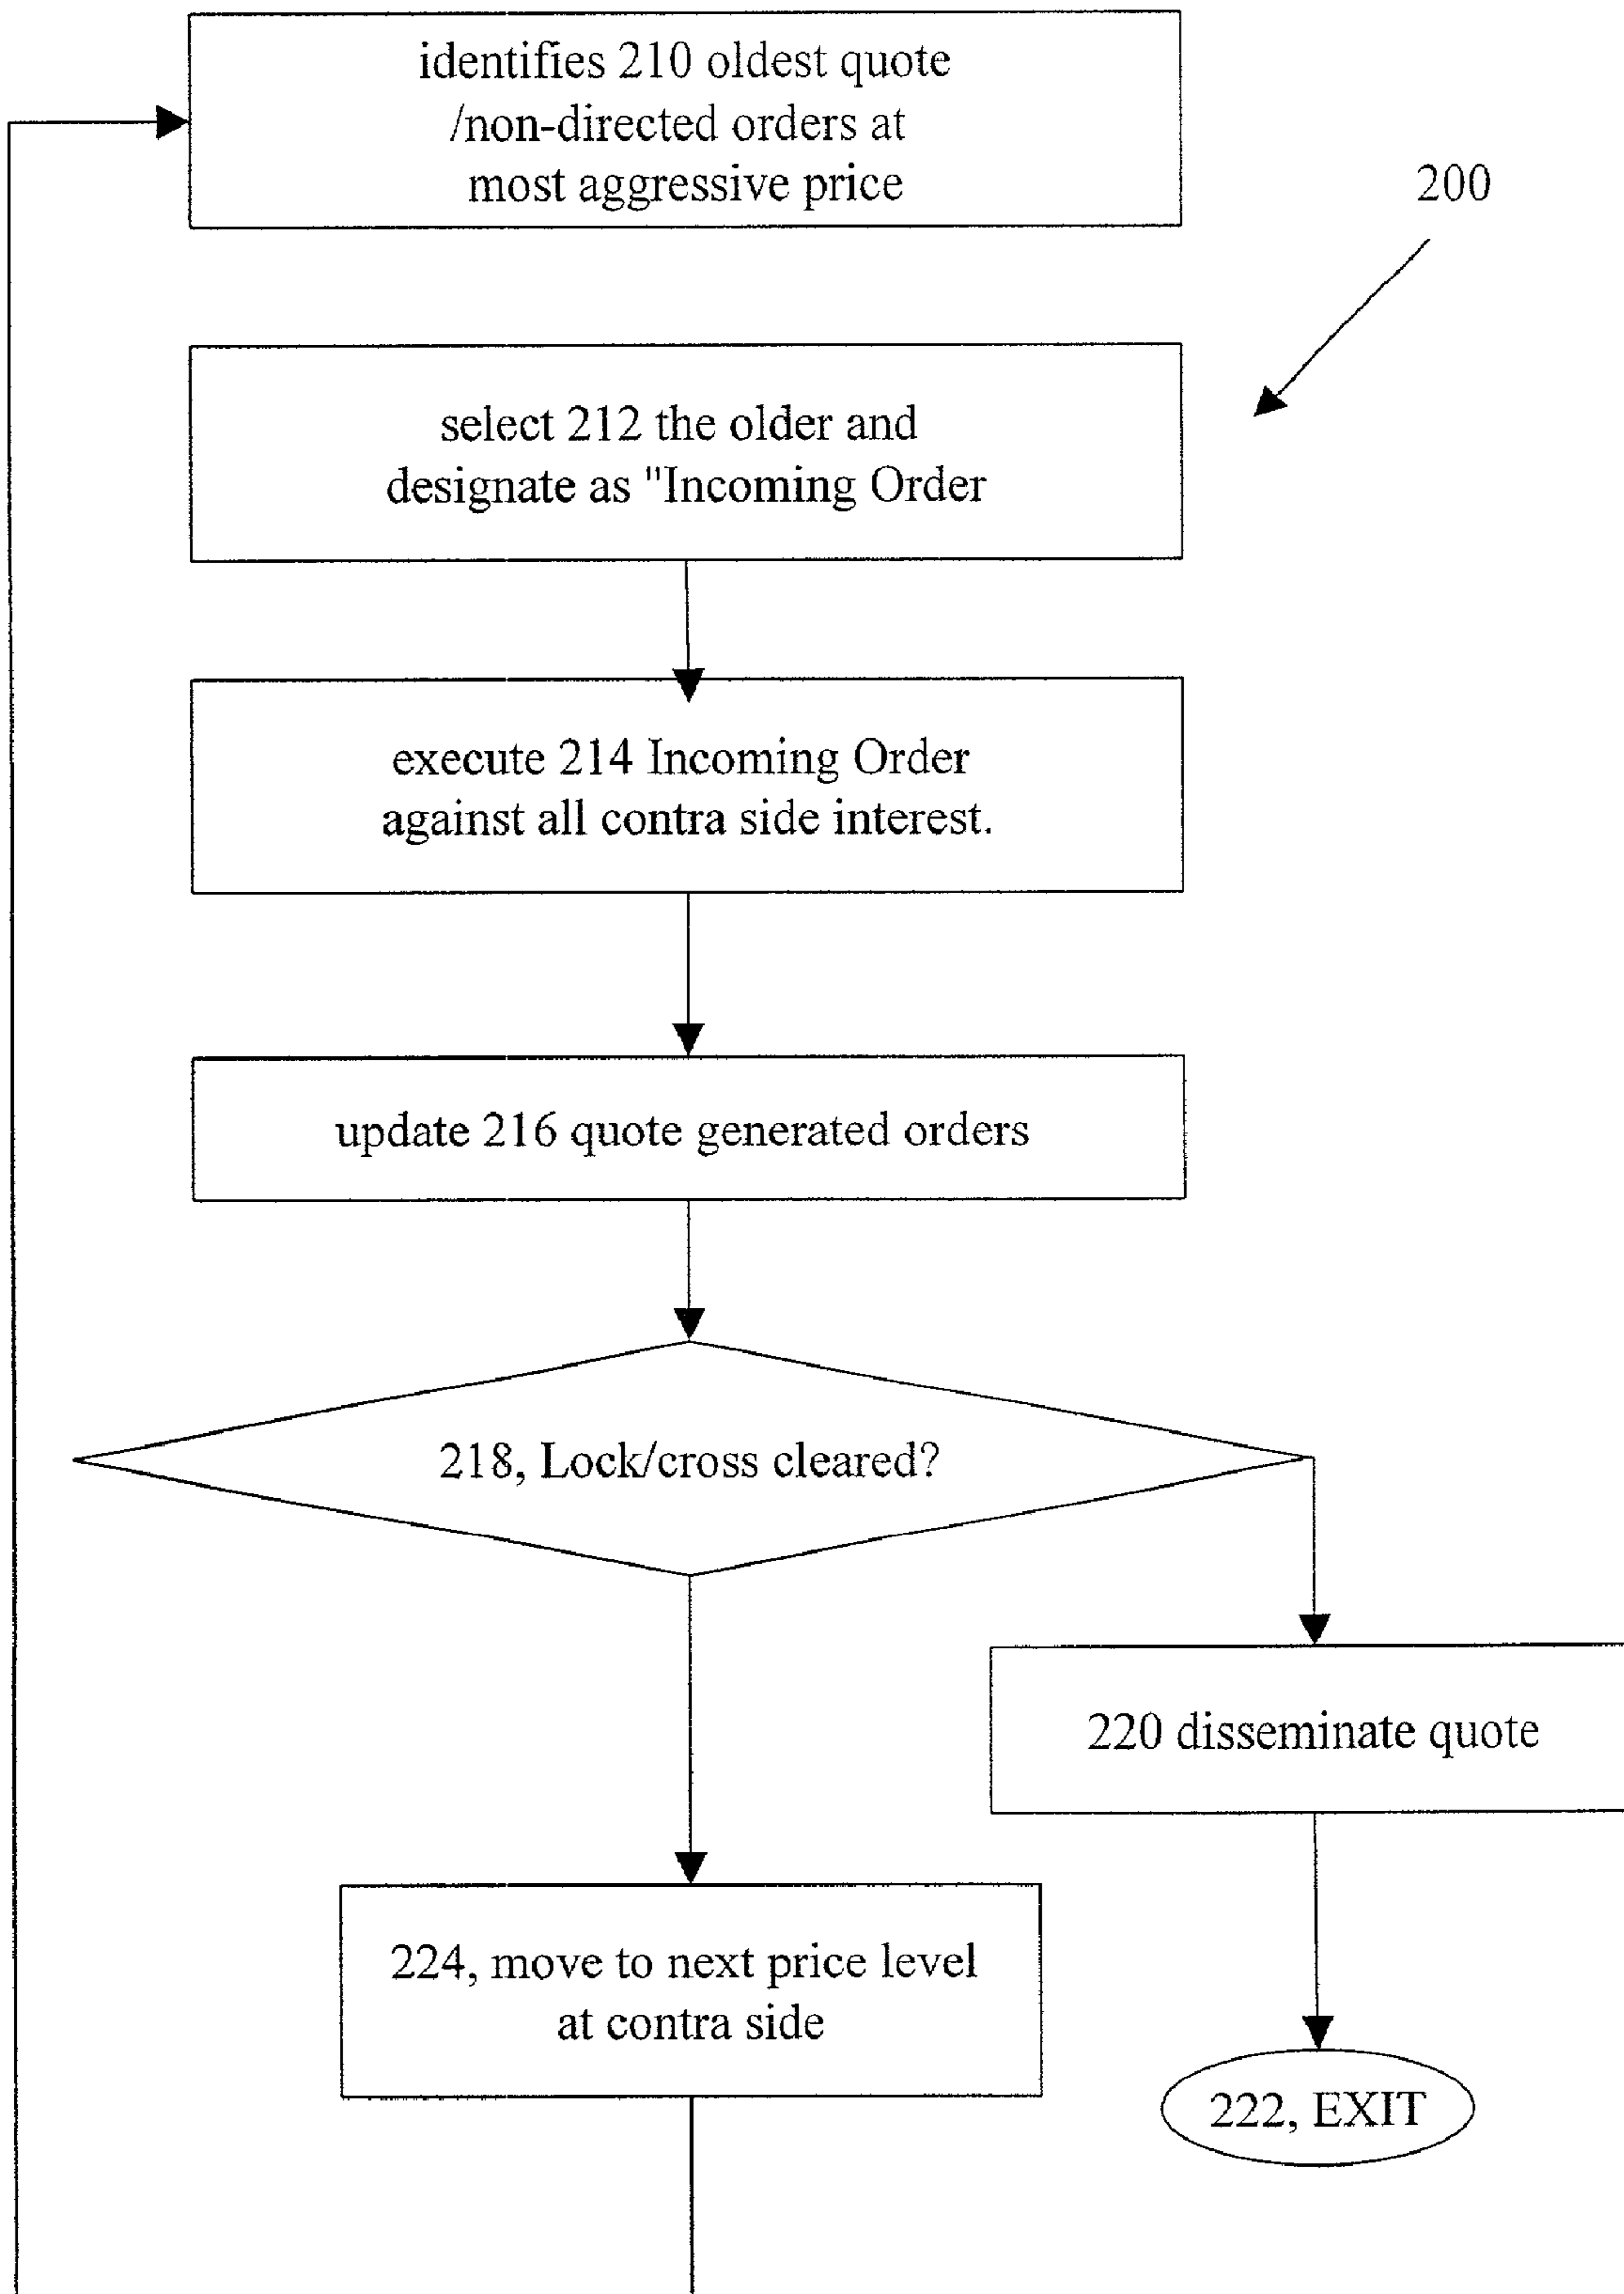 identifies 210 oldest quote
/non-directed orders at
most aggressive price
200
select 212 the older and
designate as "Incoming Order
execute 214 Incoming Order
against all contra side interest.
update 216 quote generated orders
218, Lock/cross cleared?
220 disseminate quote
224, move to next price level
at contra side
222, EXIT